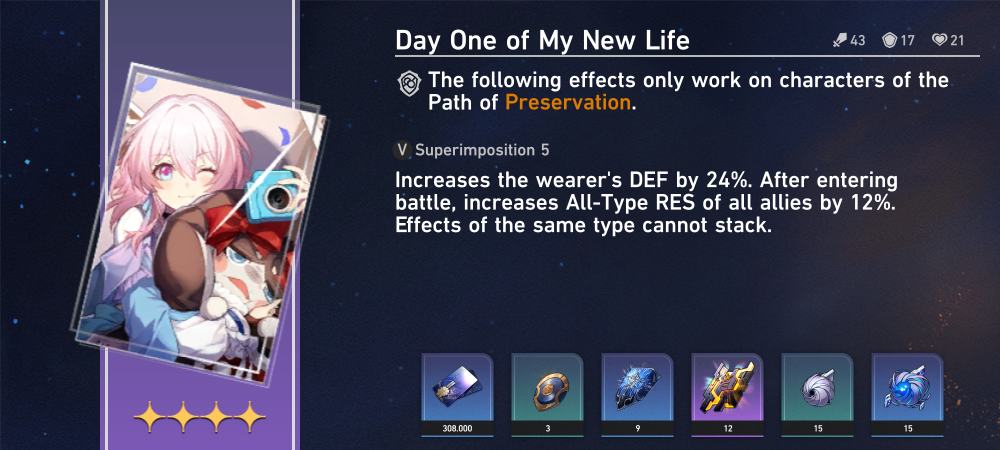 Day One of My New Life
43 17 21
The following effects only work on characters of the
Path of Preservation.
V Superimposition 5
Increases the wearer's DEF by 24%. After entering
battle, increases All-Type RES of all allies by 12%.
Effects of the same type cannot stack.
308.000 3 9 12 15 15